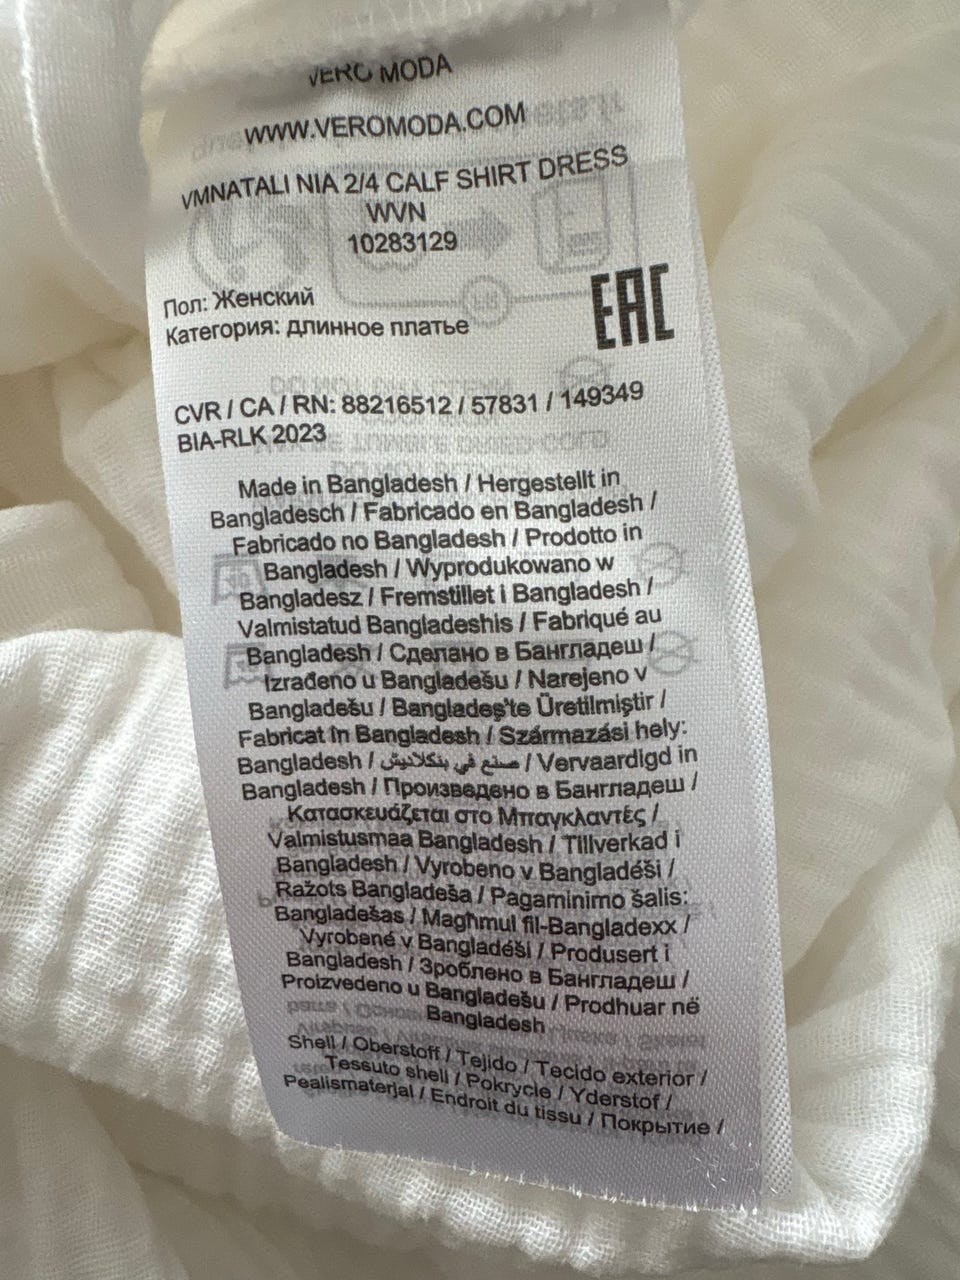 VERO MODA
WWW.VEROMODA.COM
VMNATALI NIA 2/4 CALF SHIRT DRESS
WVN
10283129
EAC
Пол: Женский
Категория: длинное платье
CVR / CA / RN: 88216512 / 57831 / 149349
BIA-RLK 2023
Made in Bangladesh / Hergestellt in
Bangladesch / Fabricado en Bangladesh /
Fabricado no Bangladesh / Prodotto in
Bangladesh / Wyprodukowano w
Bangladesz / Fremstillet i Bangladesh /
Valmistatud Bangladeshis / Fabriqué au
Bangladesh / Сделано в Бангладеш /
Izrađeno u Bangladešu / Narejeno v
Bangladešu / Bangladeş'te Üretilmiştir /
Fabricat în Bangladesh / Származási hely:
Bangladesh / صنع في بنكلاديش / Vervaardigd in
Bangladesh / Произведено в Бангладеш /
Κατασκευάζεται στο Μπαγκλαντές /
Valmistusmaa Bangladesh / Tillverkad i
Bangladesh / Vyrobeno v Bangladéši /
Ražots Bangladeša / Pagaminimo šalis:
Bangladešas / Magħmul fil-Bangladexx /
Vyrobené v Bangladéši / Produsert i
Bangladesh / Зроблено в Бангладеш /
Proizvedeno u Bangladešu / Prodhuar në
Bangladesh
Shell / Oberstoff / Tejido / Tecido exterior /
Tessuto shell / Pokrycie / Yderstof /
Pealismaterjal / Endroit du tissu / Покрытие /